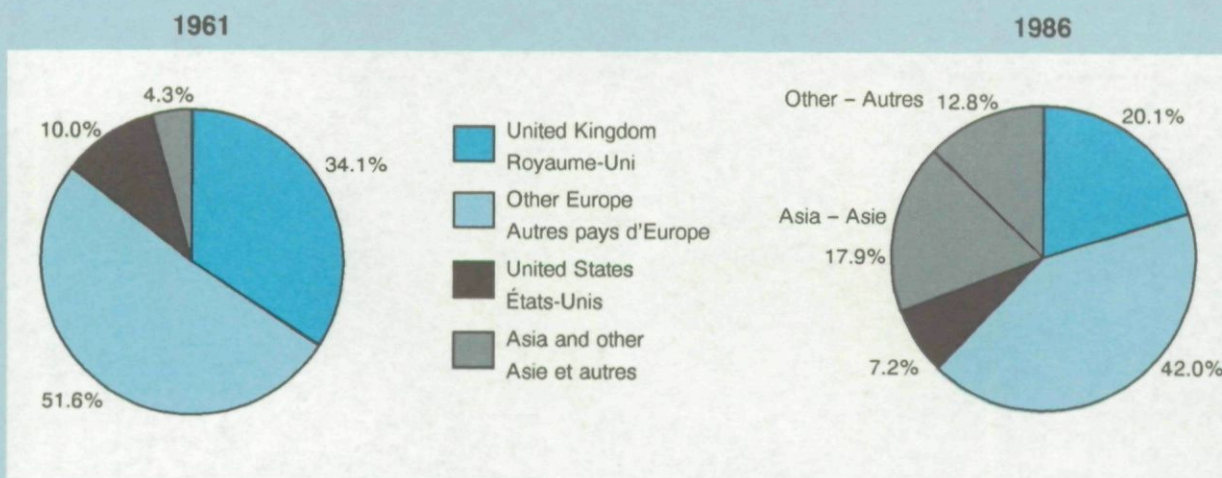 1961
1986
4.3%
10.0%
34.1%
51.6%
United Kingdom
Royaume-Uni
Other Europe
Autres pays d'Europe
United States
États-Unis
Asia and other
Asie et autres
Other – Autres 12.8%
20.1%
Asia – Asie
17.9%
7.2%
42.0%